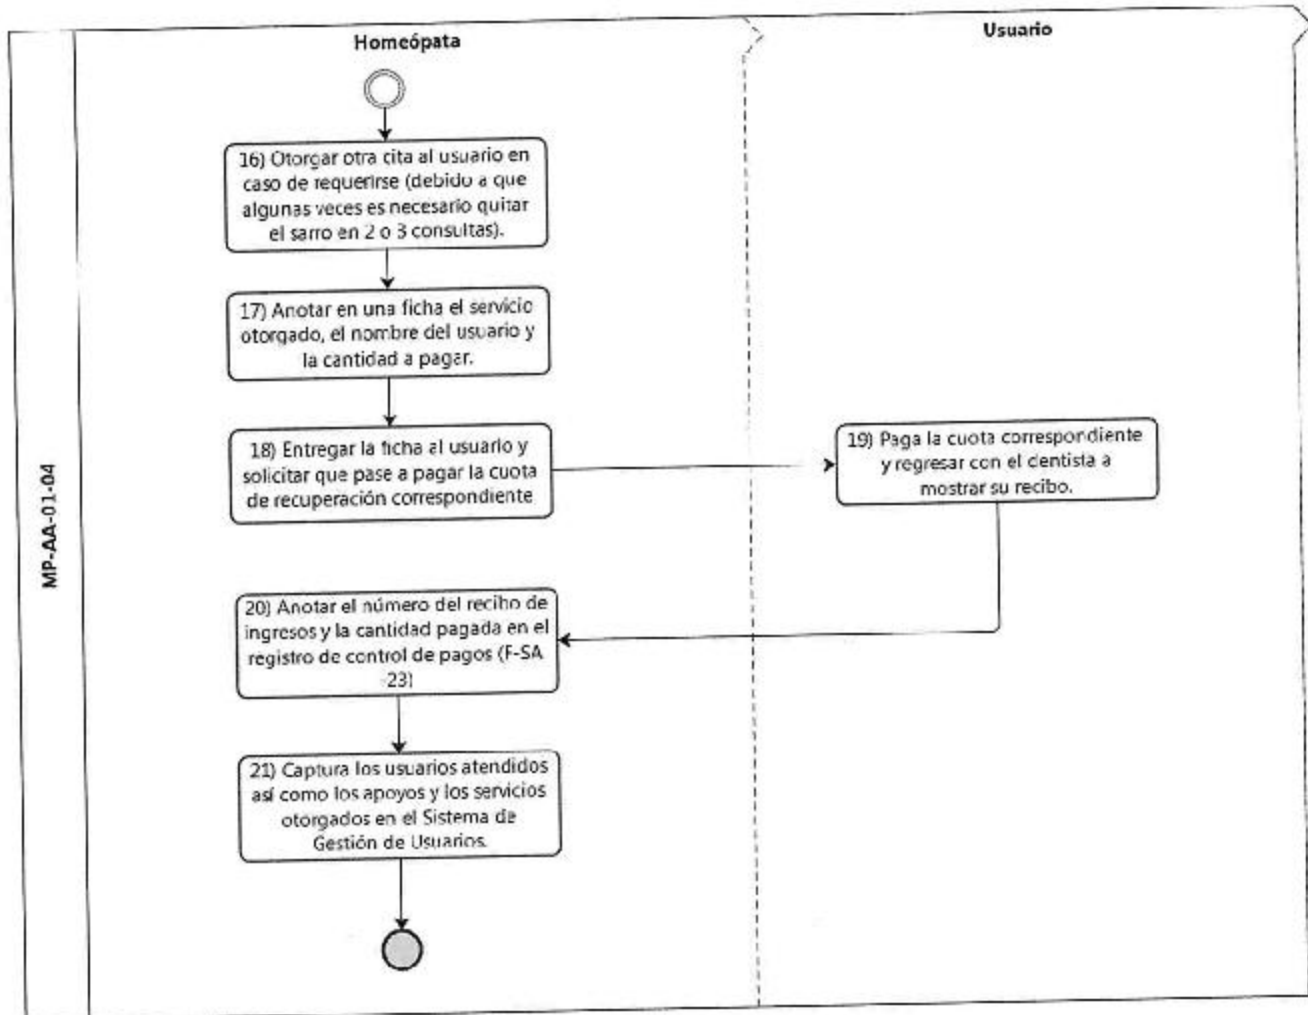 MP-AA-01-04
Homeópata
Usuario
16) Otorgar otra cita al usuario en
caso de requerirse (debido a que
algunas veces es necesario quitar
el sarro en 2 o 3 consultas).
17) Anotar en una ficha el servicio
otorgado, el nombre del usuario y
la cantidad a pagar.
18) Entregar la ficha al usuario y
solicitar que pase a pagar la cuota
de recuperación correspondiente
19) Paga la cuota correspondiente
y regresar con el dentista a
mostrar su recibo.
20) Anotar el número del recibo de
ingresos y la cantidad pagada en el
registro de control de pagos (F-SA
-23)
21) Captura los usuarios atendidos
así como los apoyos y los servicios
otorgados en el Sistema de
Gestión de Usuarios.